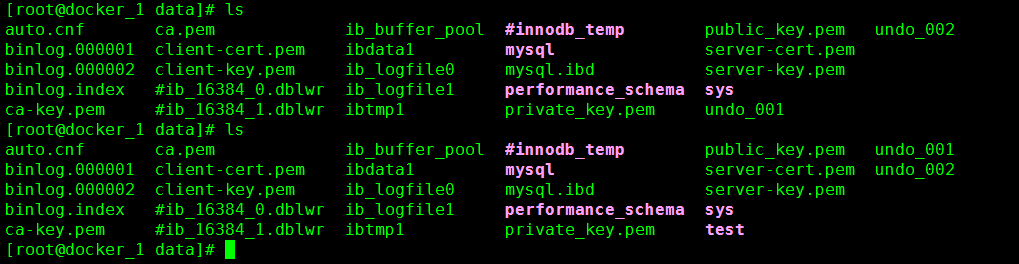 [root@docker_1 data]# ls
auto.cnf       ca.pem            ib_buffer_pool  #innodb_temp        public_key.pem   undo_002
binlog.000001  client-cert.pem   ibdata1         mysql               server-cert.pem
binlog.000002  client-key.pem    ib_logfile0     mysql.ibd           server-key.pem
binlog.index   #ib_16384_0.dblwr ib_logfile1     performance_schema  sys
ca-key.pem     #ib_16384_1.dblwr ibtmp1          private_key.pem     undo_001
[root@docker_1 data]# ls
auto.cnf       ca.pem            ib_buffer_pool  #innodb_temp        public_key.pem   undo_001
binlog.000001  client-cert.pem   ibdata1         mysql               server-cert.pem  undo_002
binlog.000002  client-key.pem    ib_logfile0     mysql.ibd           server-key.pem
binlog.index   #ib_16384_0.dblwr ib_logfile1     performance_schema  sys
ca-key.pem     #ib_16384_1.dblwr ibtmp1          private_key.pem     test
[root@docker_1 data]#